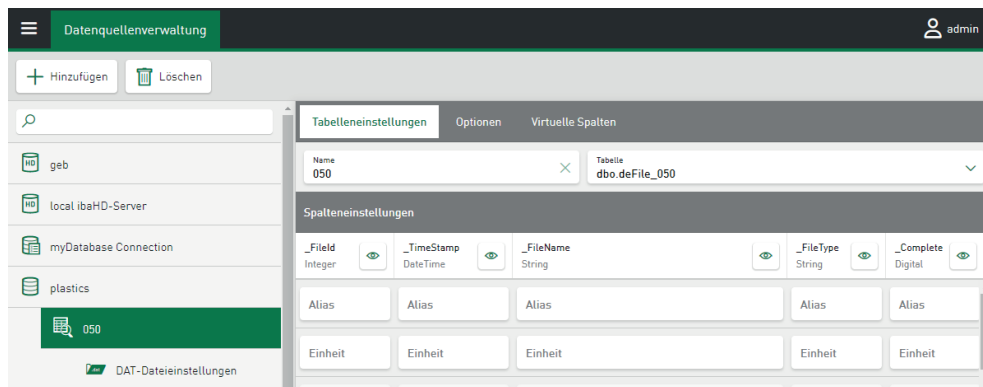 Datenquellenverwaltung
admin
Hinzufügen
Löschen
Tabelleneinstellungen Optionen Virtuelle Spalten
HD geb
HD local ibaHD-Server
myDatabase Connection
plastics
050
DAT-Dateieinstellungen
Name
050
Tabelle
dbo.deFile_050
Spalteneinstellungen
_FileId _TimeStamp _FileName _FileType _Complete
Integer DateTime String String Digital
Alias Alias Alias Alias Alias
Einheit Einheit Einheit Einheit Einheit